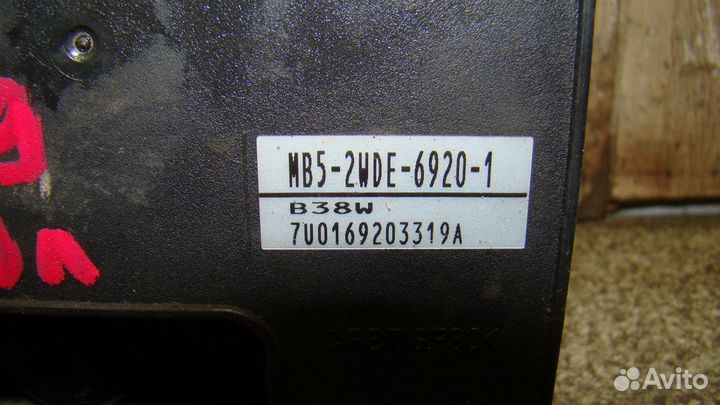 MB5-2WDE-6920-1
B38W
7U0169203319A
>PBT-GF30<
Avito